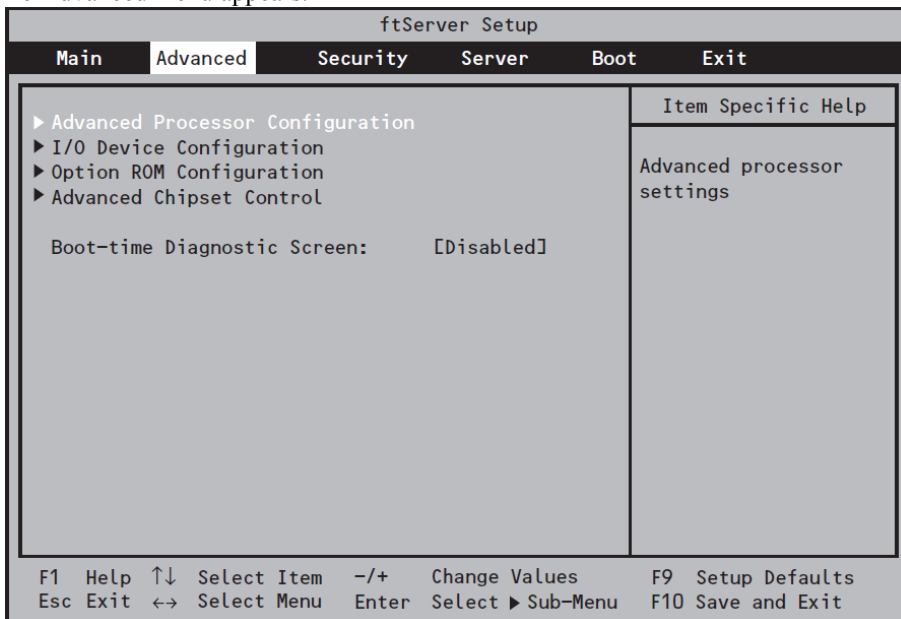 ftServer Setup
Main Advanced Security Server Boot Exit
▶ Advanced Processor Configuration
▶ I/O Device Configuration
▶ Option ROM Configuration
▶ Advanced Chipset Control
Boot-time Diagnostic Screen: [Disabled]
Item Specific Help
Advanced processor
settings
F1 Help ↑↓ Select Item -/+ Change Values F9 Setup Defaults
Esc Exit ←→ Select Menu Enter Select ▶ Sub-Menu F10 Save and Exit